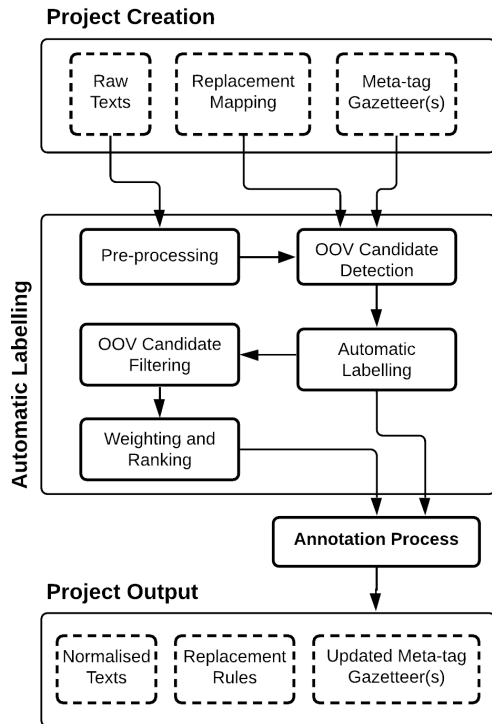 Project Creation
Raw
Texts
Replacement
Mapping
Meta-tag
Gazetteer(s)
Automatic Labelling
Pre-processing
OOV Candidate
Detection
OOV Candidate
Filtering
Automatic
Labelling
Weighting and
Ranking
Annotation Process
Project Output
Normalised
Texts
Replacement
Rules
Updated Meta-tag
Gazetteer(s)